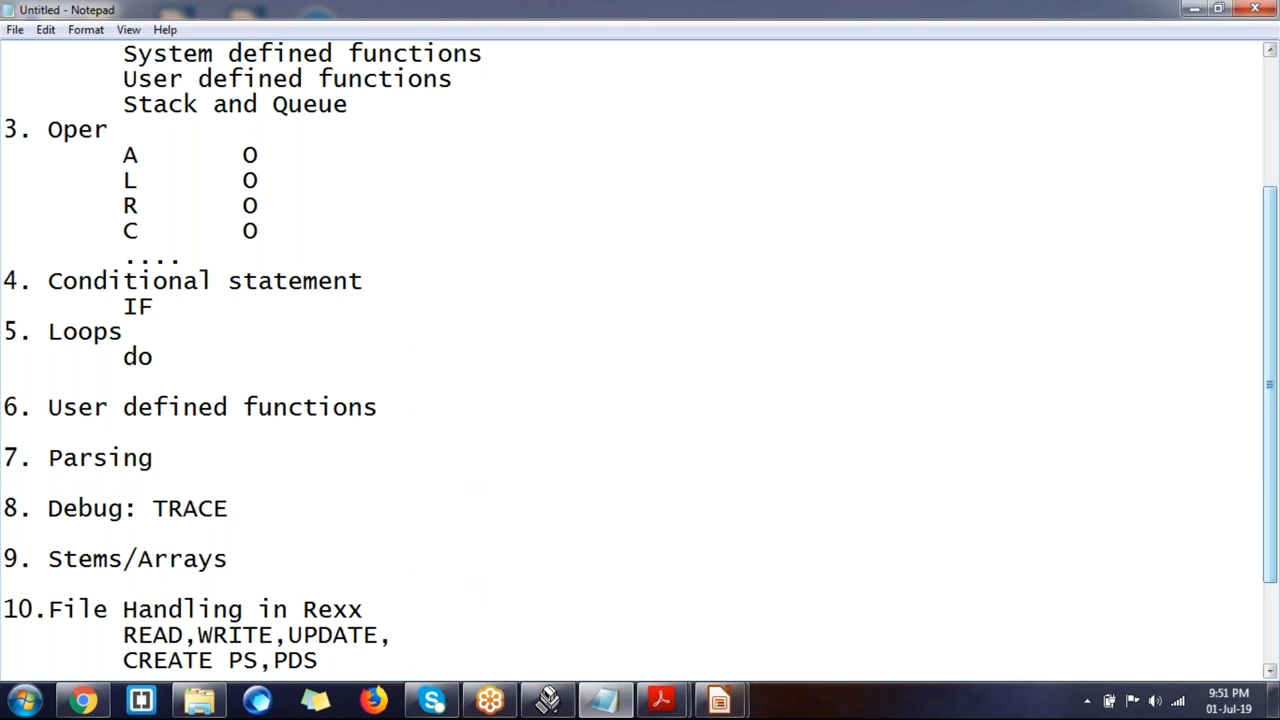 Untitled - Notepad
File Edit Format View Help
System defined functions
User defined functions
Stack and Queue
3. Oper
A O
L O
R O
C O
....
4. Conditional statement
IF
5. Loops
do
6. User defined functions
7. Parsing
8. Debug: TRACE
9. Stems/Arrays
10.File Handling in Rexx
READ,WRITE,UPDATE,
CREATE PS,PDS
9:51 PM
01-Jul-19